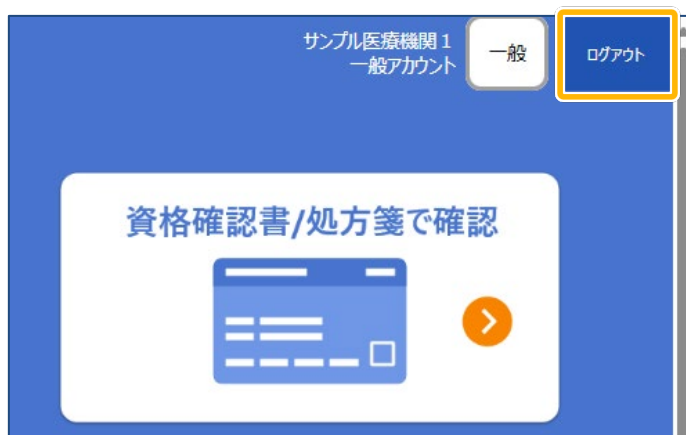 サンプル医療機関1
一般アカウント
一般
ログアウト
資格確認書/処方箋で確認